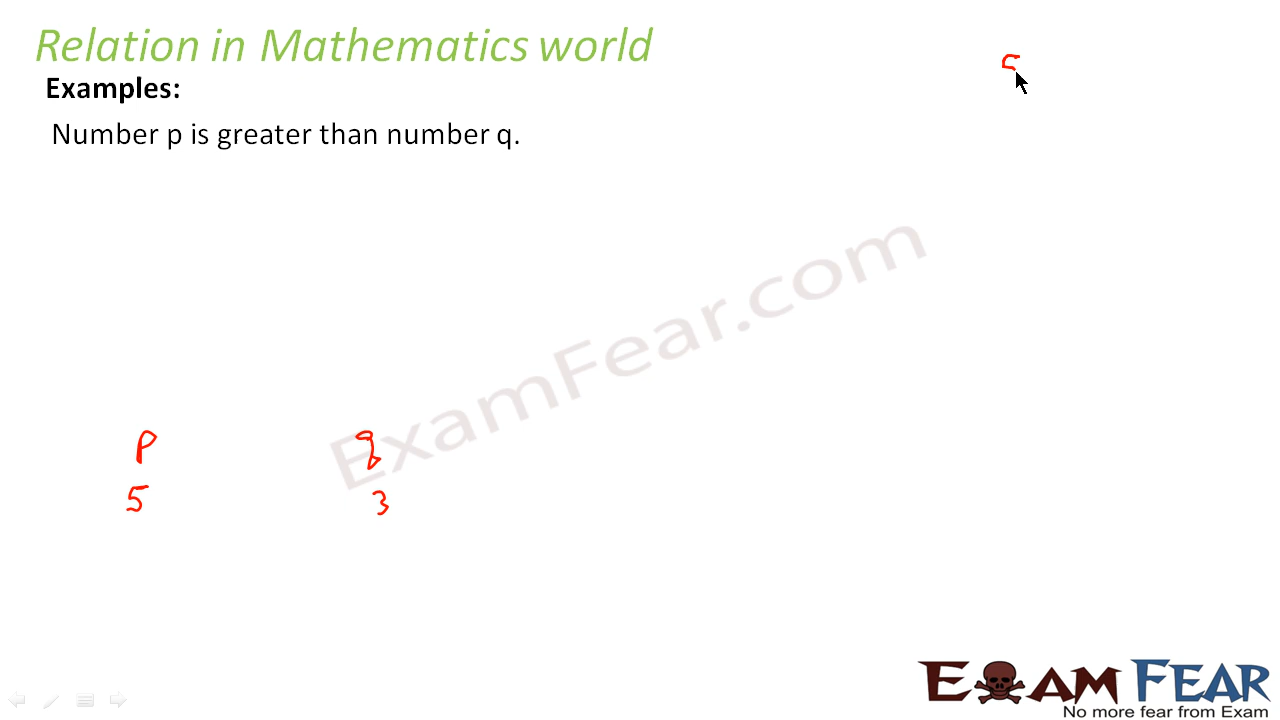 Relation in Mathematics world
Examples:
Number p is greater than number q.
ExamFear.com
p q
5 3
EXAM FEAR
No more fear from Exam